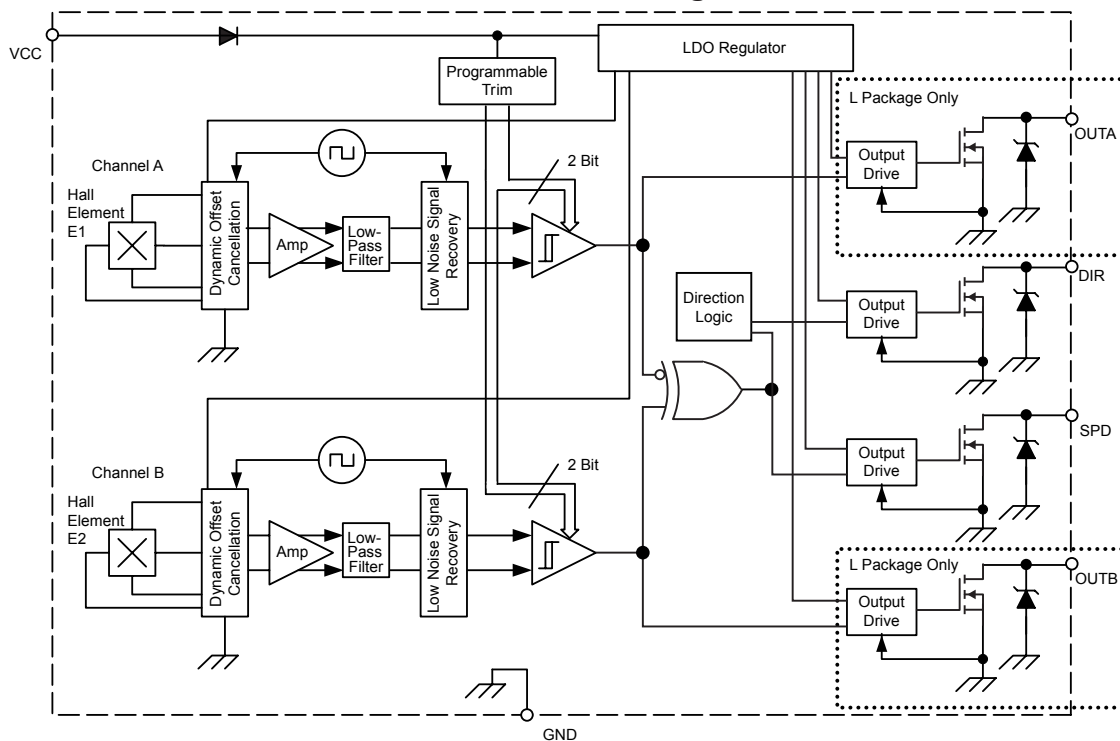 VCC
LDO Regulator
Programmable
Trim
L Package Only
OUTA
Output
Drive
Channel A
2 Bit
Hall
Element
E1
Dynamic Offset
Cancellation
Amp
Low-
Pass
Filter
Low Noise Signal
Recovery
DIR
Direction
Logic
Output
Drive
SPD
Output
Drive
Channel B
2 Bit
Hall
Element
E2
Dynamic Offset
Cancellation
Amp
Low-
Pass
Filter
Low Noise Signal
Recovery
L Package Only
OUTB
Output
Drive
GND